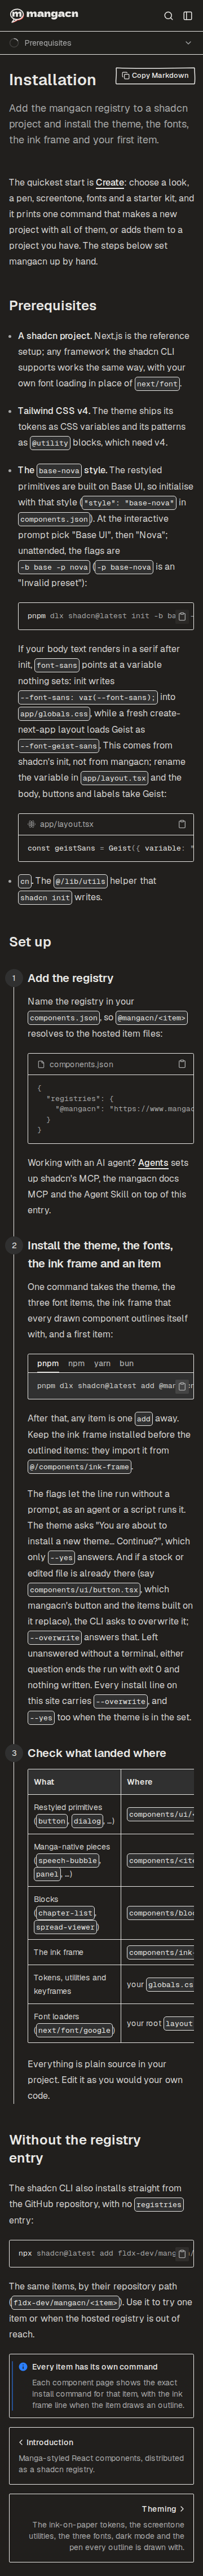 mangacn
Prerequisites
Installation
Copy Markdown
Add the mangacn registry to a shadcn
project and install the theme, the fonts,
the ink frame and your first item.
The quickest start is Create: choose a look,
a pen, screentone, fonts and a starter kit, and
it prints one command that makes a new
project with all of them, or adds them to a
project you have. The steps below set
mangacn up by hand.
Prerequisites
A shadcn project. Next.js is the reference
setup; any framework the shadcn CLI
supports works the same way, with your
own font loading in place of next/font.
Tailwind CSS v4. The theme ships its
tokens as CSS variables and its patterns
as @utility blocks, which need v4.
The base-nova style. The restyled
primitives are built on Base UI, so initialise
with that style ("style": "base-nova" in
components.json). At the interactive
prompt pick "Base UI", then "Nova";
unattended, the flags are
-b base -p nova (-p base-nova is an
"Invalid preset"):
pnpm dlx shadcn@latest init -b ba
If your body text renders in a serif after
init, font-sans points at a variable
nothing sets: init writes
--font-sans: var(--font-sans); into
app/globals.css, while a fresh create-
next-app layout loads Geist as
--font-geist-sans. This comes from
shadcn's init, not from mangacn; rename
the variable in app/layout.tsx and the
body, buttons and labels take Geist:
app/layout.tsx
const geistSans = Geist({ variable: "
cn. The @/lib/utils helper that
shadcn init writes.
Set up
1
Add the registry
Name the registry in your
components.json, so @mangacn/<item>
resolves to the hosted item files:
components.json
{
"registries": {
"@mangacn": "https://www.mangac
}
}
Working with an AI agent? Agents sets
up shadcn's MCP, the mangacn docs
MCP and the Agent Skill on top of this
entry.
2
Install the theme, the fonts,
the ink frame and an item
One command takes the theme, the
three font items, the ink frame that
every drawn component outlines itself
with, and a first item:
pnpm npm yarn bun
pnpm dlx shadcn@latest add @man
After that, any item is one add away.
Keep the ink frame installed before the
outlined items: they import it from
@/components/ink-frame.
The flags let the line run without a
prompt, as an agent or a script runs it.
The theme asks "You are about to
install a new theme... Continue?", which
only --yes answers. And if a stock or
edited file is already there (say
components/ui/button.tsx, which
mangacn's button and the items built on
it replace), the CLI asks to overwrite it;
--overwrite answers that. Left
unanswered without a terminal, either
question ends the run with exit 0 and
nothing written. Every install line on
this site carries --overwrite, and
--yes too when the theme is in the set.
3
Check what landed where
What Where
Restyled primitives
(button, dialog, …)
components/ui/<
Manga-native pieces
(speech-bubble,
panel, …)
components/<ite
Blocks
(chapter-list,
spread-viewer)
components/bloc
The ink frame
components/ink-
Tokens, utilities and
keyframes
your globals.cs
Font loaders
(next/font/google)
your root layout
Everything is plain source in your
project. Edit it as you would your own
code.
Without the registry
entry
The shadcn CLI also installs straight from
the GitHub repository, with no registries
entry:
npx shadcn@latest add fldx-dev/mangacn/
The same items, by their repository path
(fldx-dev/mangacn/<item>). Use it to try one
item or when the hosted registry is out of
reach.
Every item has its own command
Each component page shows the exact
install command for that item, with the ink
frame line when the item draws an outline.
Introduction
Manga-styled React components, distributed
as a shadcn registry.
Theming
The ink-on-paper tokens, the screentone
utilities, the three fonts, dark mode and the
pen every outline is drawn with.